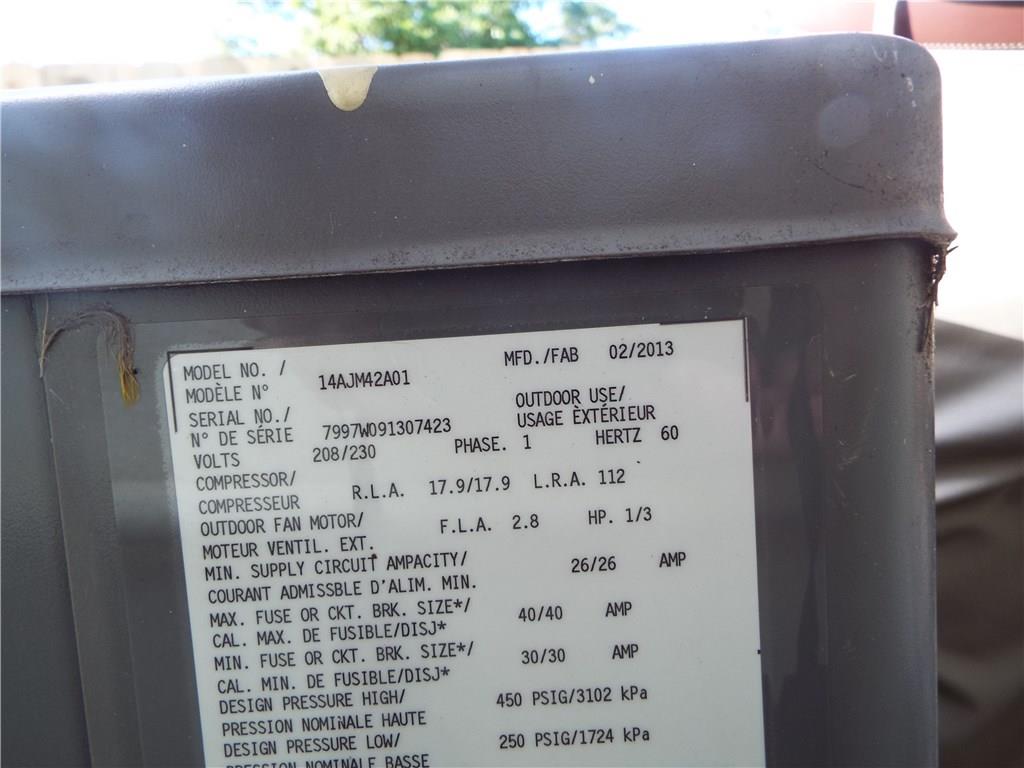 MODEL NO. / 14AJM42A01 MFD./FAB 02/2013
MODÈLE N°
SERIAL NO./ 7997W091307423 OUTDOOR USE/
N° DE SÉRIE USAGE ÈXTÉRIEUR
VOLTS 208/230 PHASE. 1 HERTZ 60
COMPRESSOR/ R.L.A. 17.9/17.9 L.R.A. 112
COMPRESSEUR
OUTDOOR FAN MOTOR/ F.L.A. 2.8 HP. 1/3
MOTEUR VENTIL. EXT.
MIN. SUPPLY CIRCUIT AMPACITY/ 26/26 AMP
COURANT ADMISSBLE D'ALIM. MIN.
MAX. FUSE OR CKT. BRK. SIZE*/ 40/40 AMP
CAL. MAX. DE FUSIBLE/DISJ*
MIN. FUSE OR CKT. BRK. SIZE*/ 30/30 AMP
CAL. MIN. DE FUSIBLE/DISJ*
DESIGN PRESSURE HIGH/ 450 PSIG/3102 kPa
PRESSION NOMINALE HAUTE
DESIGN PRESSURE LOW/ 250 PSIG/1724 kPa
PRESSION NOMINALE BASSE